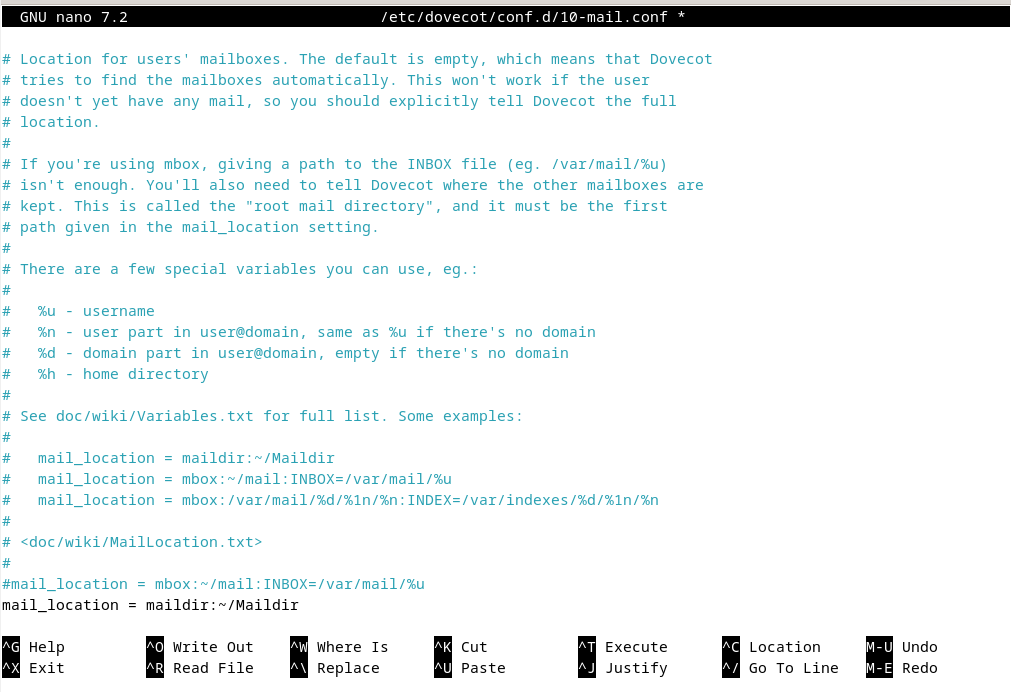 GNU nano 7.2 /etc/dovecot/conf.d/10-mail.conf *
# Location for users' mailboxes. The default is empty, which means that Dovecot
# tries to find the mailboxes automatically. This won't work if the user
# doesn't yet have any mail, so you should explicitly tell Dovecot the full
# location.
#
# If you're using mbox, giving a path to the INBOX file (eg. /var/mail/%u)
# isn't enough. You'll also need to tell Dovecot where the other mailboxes are
# kept. This is called the "root mail directory", and it must be the first
# path given in the mail_location setting.
#
# There are a few special variables you can use, eg.:
#
#   %u - username
#   %n - user part in user@domain, same as %u if there's no domain
#   %d - domain part in user@domain, empty if there's no domain
#   %h - home directory
#
# See doc/wiki/Variables.txt for full list. Some examples:
#
#   mail_location = maildir:~/Maildir
#   mail_location = mbox:~/mail:INBOX=/var/mail/%u
#   mail_location = mbox:/var/mail/%d/%1n/%n:INDEX=/var/indexes/%d/%1n/%n
#
# <doc/wiki/MailLocation.txt>
#
#mail_location = mbox:~/mail:INBOX=/var/mail/%u
mail_location = maildir:~/Maildir
^G Help ^O Write Out ^W Where Is ^K Cut ^T Execute ^C Location M-U Undo
^X Exit ^R Read File ^\ Replace ^U Paste ^J Justify ^/ Go To Line M-E Redo